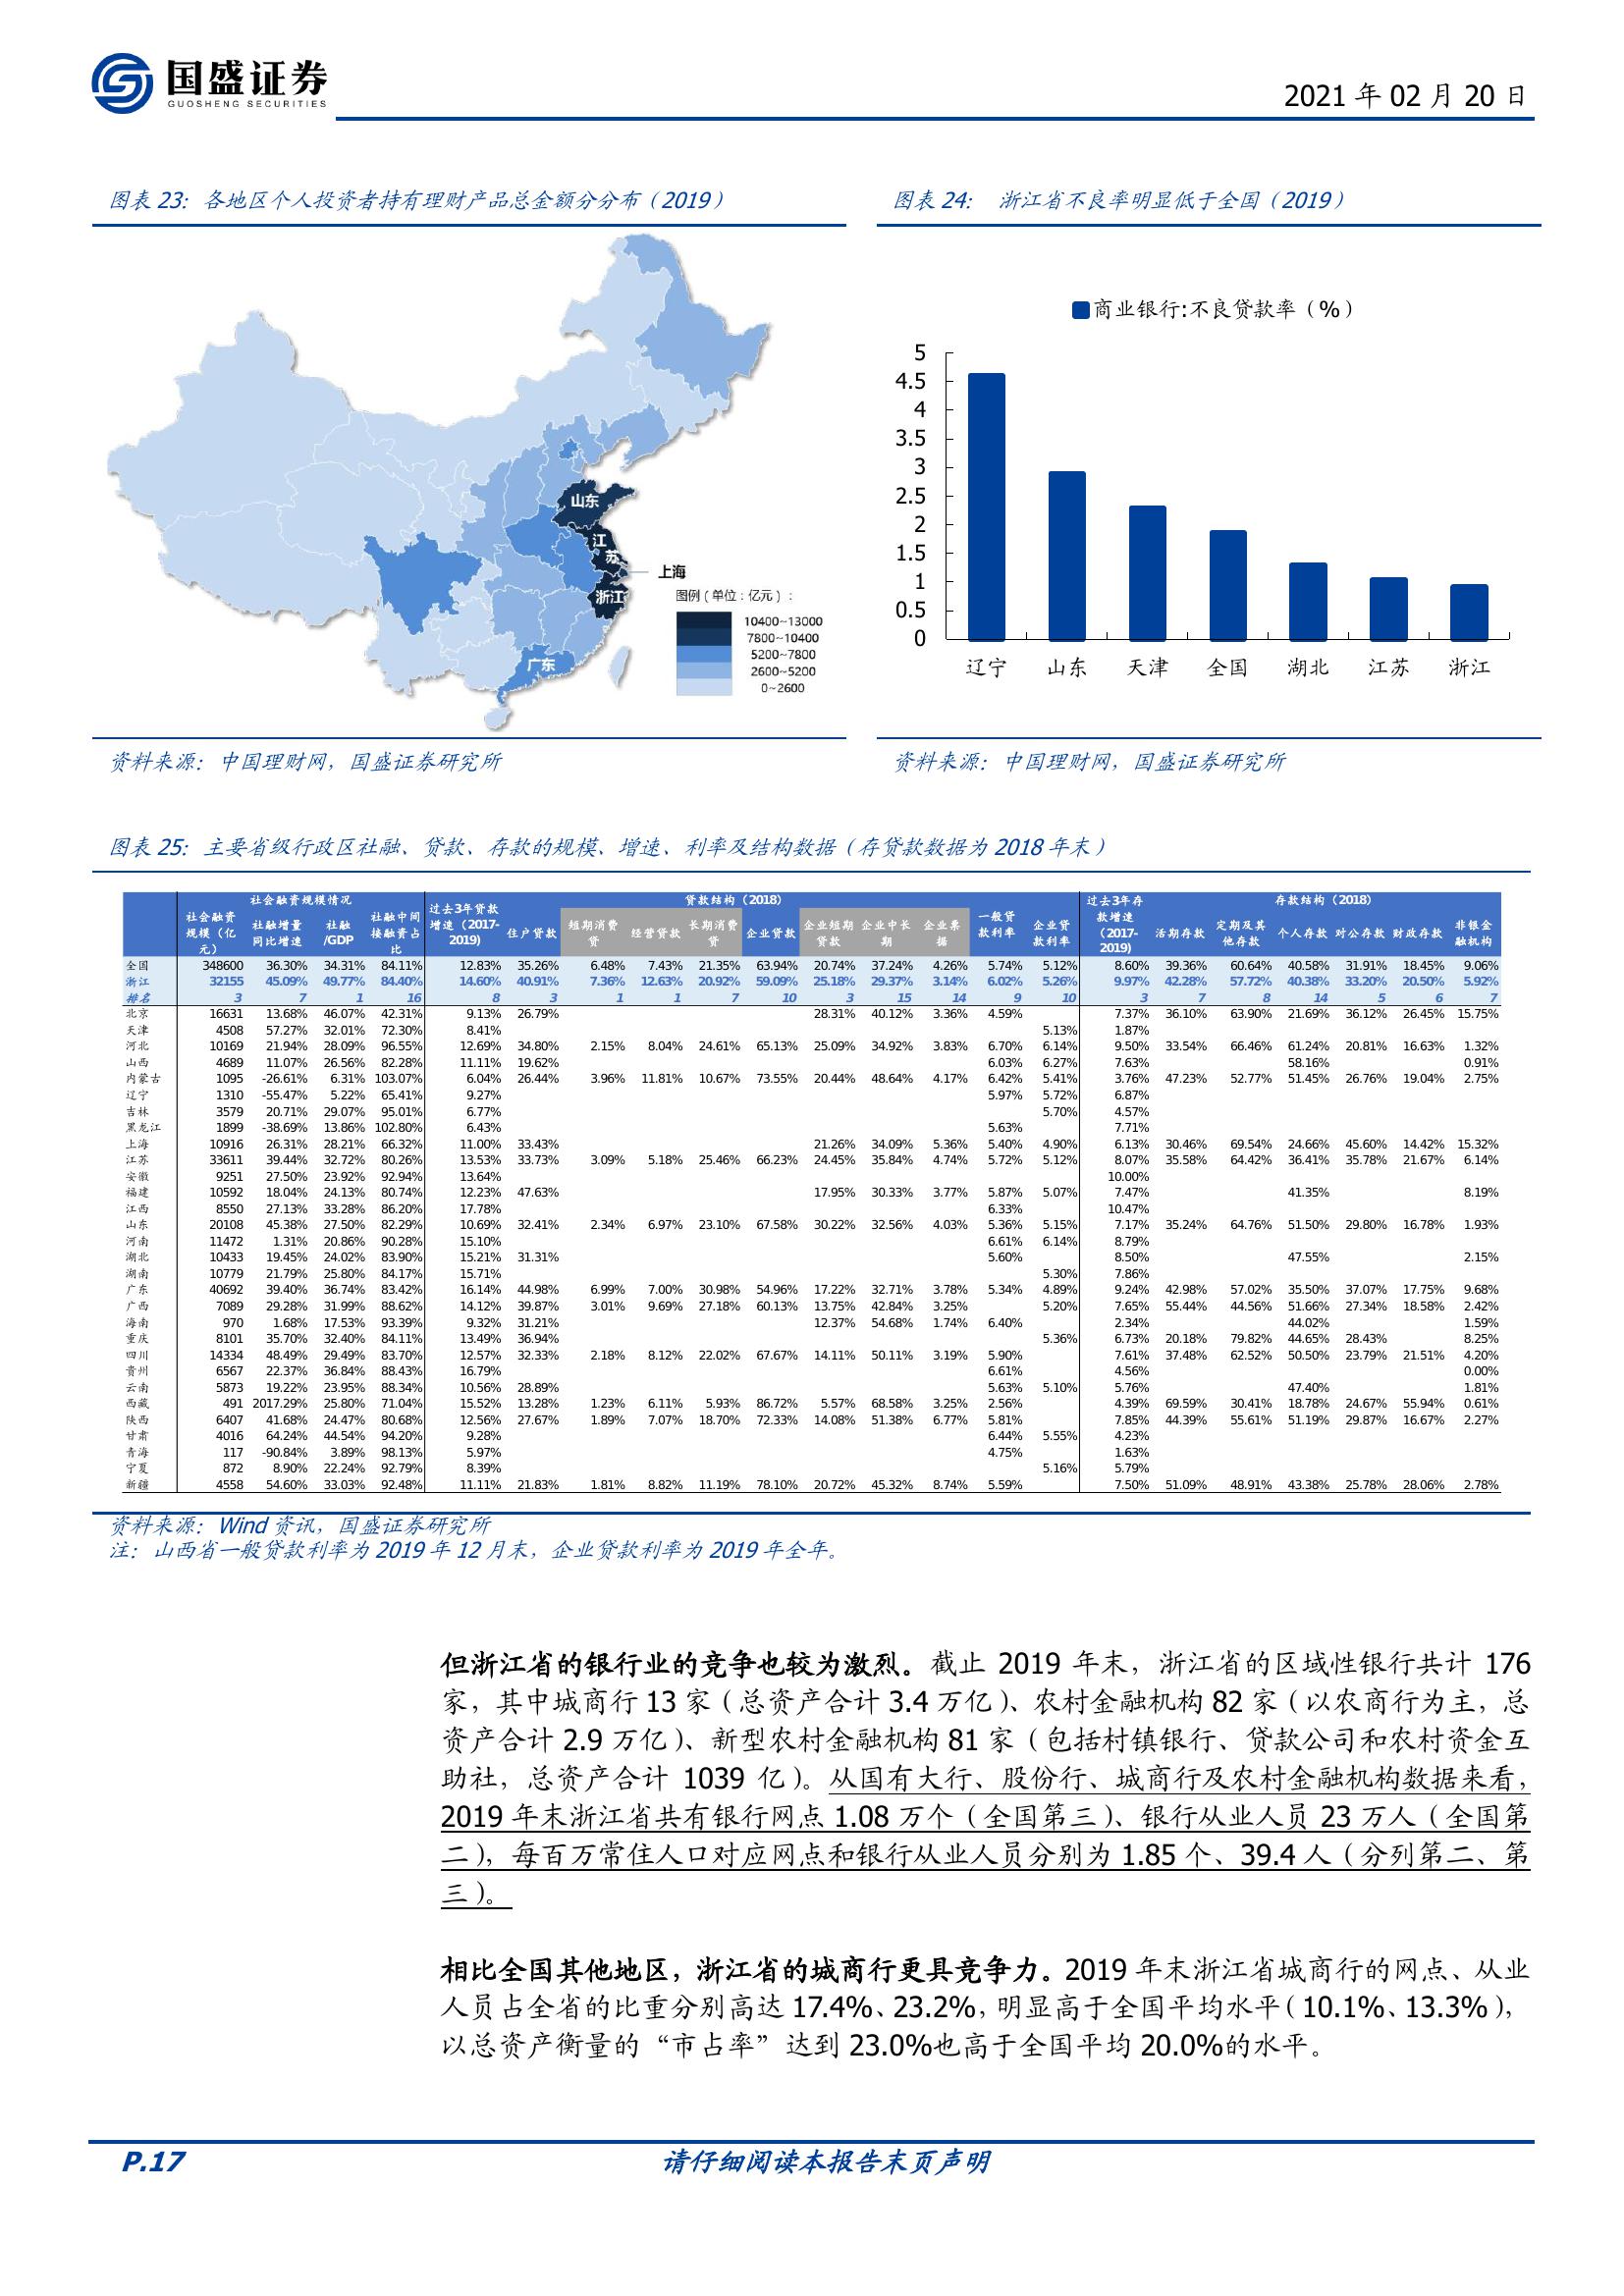 国盛证券
GUOSHENG SECURITIES
2021 年 02 月 20 日
图表 23：各地区个人投资者持有理财产品总金额分分布（2019）
山东
江
苏
上海
浙江
广东
图例（单位：亿元）：
10400~13000
7800~10400
5200~7800
2600~5200
0~2600
资料来源：中国理财网，国盛证券研究所
图表 24： 浙江省不良率明显低于全国（2019）
商业银行:不良贷款率（%）
5
4.5
4
3.5
3
2.5
2
1.5
1
0.5
0
辽宁 山东 天津 全国 湖北 江苏 浙江
资料来源：中国理财网，国盛证券研究所
图表 25：主要省级行政区社融、贷款、存款的规模、增速、利率及结构数据（存贷款数据为 2018 年末）
社会融资规模情况 贷款结构（2018） 存款结构（2018）
社会融资规模（亿元） 社融增量同比增速 社融/GDP 社融中间接融资占比 过去3年贷款增速（2017-2019) 住户贷款 短期消费贷 经营贷款 长期消费贷 企业贷款 企业短期贷款 企业中长期 企业票据 一般贷款利率 企业贷款利率 过去3年存款增速（2017-2019) 活期存款 定期及其他存款 个人存款 对公存款 财政存款 非银金融机构
全国 348600 36.30% 34.31% 84.11% 12.83% 35.26% 6.48% 7.43% 21.35% 63.94% 20.74% 37.24% 4.26% 5.74% 5.12% 8.60% 39.36% 60.64% 40.58% 31.91% 18.45% 9.06%
浙江 32155 45.09% 49.77% 84.40% 14.60% 40.91% 7.36% 12.63% 20.92% 59.09% 25.18% 29.37% 3.14% 6.02% 5.26% 9.97% 42.28% 57.72% 40.38% 33.20% 20.50% 5.92%
排名 3 7 1 16 8 3 1 1 7 10 3 15 14 9 10 3 7 8 14 5 6 7
北京 16631 13.68% 46.07% 42.31% 9.13% 26.79% 28.31% 40.12% 3.36% 4.59% 7.37% 36.10% 63.90% 21.69% 36.12% 26.45% 15.75%
天津 4508 57.27% 32.01% 72.30% 8.41% 5.13% 1.87%
河北 10169 21.94% 28.09% 96.55% 12.69% 34.80% 2.15% 8.04% 24.61% 65.13% 25.09% 34.92% 3.83% 6.70% 6.14% 9.50% 33.54% 66.46% 61.24% 20.81% 16.63% 1.32%
山西 4689 11.07% 26.56% 82.28% 11.11% 19.62% 6.03% 6.27% 7.63% 58.16% 0.91%
内蒙古 1095 -26.61% 6.31% 103.07% 6.04% 26.44% 3.96% 11.81% 10.67% 73.55% 20.44% 48.64% 4.17% 6.42% 5.41% 3.76% 47.23% 52.77% 51.45% 26.76% 19.04% 2.75%
辽宁 1310 -55.47% 5.22% 65.41% 9.27% 5.97% 5.72% 6.87%
吉林 3579 20.71% 29.07% 95.01% 6.77% 5.70% 4.57%
黑龙江 1899 -38.69% 13.86% 102.80% 6.43% 5.63% 7.71%
上海 10916 26.31% 28.21% 66.32% 11.00% 33.43% 21.26% 34.09% 5.36% 5.40% 4.90% 6.13% 30.46% 69.54% 24.66% 45.60% 14.42% 15.32%
江苏 33611 39.44% 32.72% 80.26% 13.53% 33.73% 3.09% 5.18% 25.46% 66.23% 24.45% 35.84% 4.74% 5.72% 5.12% 8.07% 35.58% 64.42% 36.41% 35.78% 21.67% 6.14%
安徽 9251 27.50% 23.92% 92.94% 13.64% 10.00%
福建 10592 18.04% 24.13% 80.74% 12.23% 47.63% 17.95% 30.33% 3.77% 5.87% 5.07% 7.47% 41.35% 8.19%
江西 8550 27.13% 33.28% 86.20% 17.78% 6.33% 10.47%
山东 20108 45.38% 27.50% 82.29% 10.69% 32.41% 2.34% 6.97% 23.10% 67.58% 30.22% 32.56% 4.03% 5.36% 5.15% 7.17% 35.24% 64.76% 51.50% 29.80% 16.78% 1.93%
河南 11472 1.31% 20.86% 90.28% 15.10% 6.61% 6.14% 8.79%
湖北 10433 19.45% 24.02% 83.90% 15.21% 31.31% 5.60% 8.50% 47.55% 2.15%
湖南 10779 21.79% 25.80% 84.17% 15.71% 5.30% 7.86%
广东 40692 39.40% 36.74% 83.42% 16.14% 44.98% 6.99% 7.00% 30.98% 54.96% 17.22% 32.71% 3.78% 5.34% 4.89% 9.24% 42.98% 57.02% 35.50% 37.07% 17.75% 9.68%
广西 7089 29.28% 31.99% 88.62% 14.12% 39.87% 3.01% 9.69% 27.18% 60.13% 13.75% 42.84% 3.25% 5.20% 7.65% 55.44% 44.56% 51.66% 27.34% 18.58% 2.42%
海南 970 1.68% 17.53% 93.39% 9.32% 31.21% 12.37% 54.68% 1.74% 6.40% 2.34% 44.02% 1.59%
重庆 8101 35.70% 32.40% 84.11% 13.49% 36.94% 5.36% 6.73% 20.18% 79.82% 44.65% 28.43% 8.25%
四川 14334 48.49% 29.49% 83.70% 12.57% 32.33% 2.18% 8.12% 22.02% 67.67% 14.11% 50.11% 3.19% 5.90% 7.61% 37.48% 62.52% 50.50% 23.79% 21.51% 4.20%
贵州 6567 22.37% 36.84% 88.43% 16.79% 6.61% 4.56% 0.00%
云南 5873 19.22% 23.95% 88.34% 10.56% 28.89% 5.63% 5.10% 5.76% 47.40% 1.81%
西藏 491 2017.29% 25.80% 71.04% 15.52% 13.28% 1.23% 6.11% 5.93% 86.72% 5.57% 68.58% 3.25% 2.56% 4.39% 69.59% 30.41% 18.78% 24.67% 55.94% 0.61%
陕西 6407 41.68% 24.47% 80.68% 12.56% 27.67% 1.89% 7.07% 18.70% 72.33% 14.08% 51.38% 6.77% 5.81% 7.85% 44.39% 55.61% 51.19% 29.87% 16.67% 2.27%
甘肃 4016 64.24% 44.54% 94.20% 9.28% 6.44% 5.55% 4.23%
青海 117 -90.84% 3.89% 98.13% 5.97% 4.75% 1.63%
宁夏 872 8.90% 22.24% 92.79% 8.39% 5.16% 5.79%
新疆 4558 54.60% 33.03% 92.48% 11.11% 21.83% 1.81% 8.82% 11.19% 78.10% 20.72% 45.32% 8.74% 5.59% 7.50% 51.09% 48.91% 43.38% 25.78% 28.06% 2.78%
资料来源：Wind 资讯，国盛证券研究所
注：山西省一般贷款利率为 2019 年 12 月末，企业贷款利率为 2019 年全年。
但浙江省的银行业的竞争也较为激烈。截止 2019 年末，浙江省的区域性银行共计 176
家，其中城商行 13 家（总资产合计 3.4 万亿）、农村金融机构 82 家（以农商行为主，总
资产合计 2.9 万亿）、新型农村金融机构 81 家（包括村镇银行、贷款公司和农村资金互
助社，总资产合计 1039 亿）。从国有大行、股份行、城商行及农村金融机构数据来看，
2019 年末浙江省共有银行网点 1.08 万个（全国第三）、银行从业人员 23 万人（全国第
二），每百万常住人口对应网点和银行从业人员分别为 1.85 个、39.4 人（分列第二、第
三）。
相比全国其他地区，浙江省的城商行更具竞争力。2019 年末浙江省城商行的网点、从业
人员占全省的比重分别高达 17.4%、23.2%，明显高于全国平均水平（10.1%、13.3%），
以总资产衡量的“市占率”达到 23.0%也高于全国平均 20.0%的水平。
P.17
请仔细阅读本报告末页声明